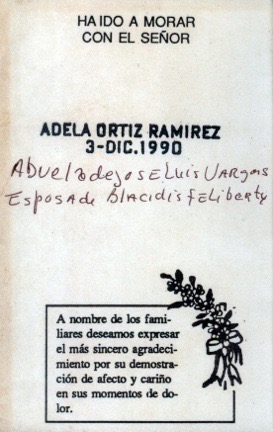 HA IDO A MORAR
CON EL SEÑOR
ADELA ORTIZ RAMIREZ
3-DIC.1990
Abuela de José Luis Vargas
Esposa de Blacidis Feliberty
A nombre de los fami-
liares deseamos expresar
el más sincero agradeci-
miento por su demostra-
ción de afecto y cariño
en sus momentos de do-
lor.